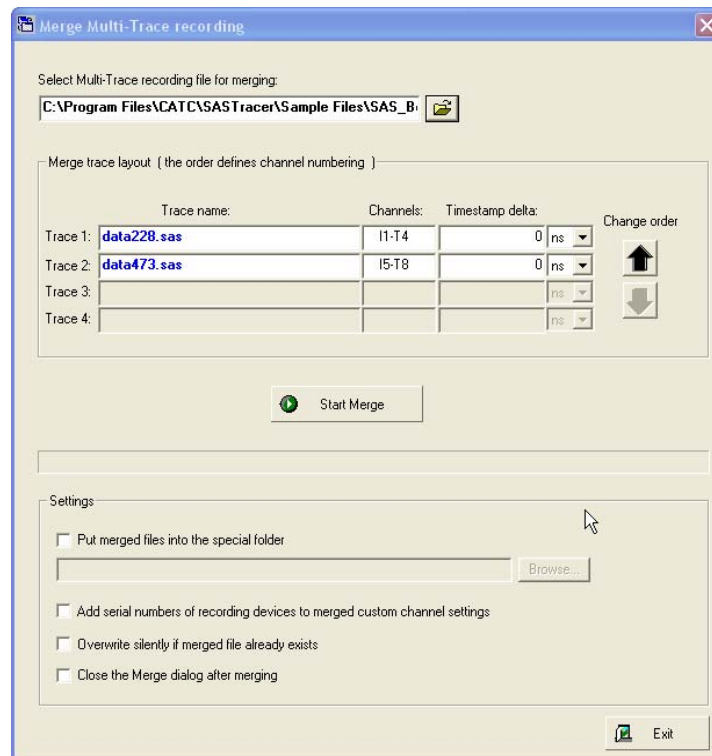 Merge Multi-Trace recording
Select Multi-Trace recording file for merging:
C:\Program Files\CATC\SASTracer\Sample Files\SAS_B
Merge trace layout ( the order defines channel numbering )
Trace name: Channels: Timestamp delta: Change order
Trace 1: data228.sas I1-T4 0 ns
Trace 2: data473.sas I5-T8 0 ns
Trace 3: ns
Trace 4: ns
Start Merge
Settings
Put merged files into the special folder
Browse...
Add serial numbers of recording devices to merged custom channel settings
Overwrite silently if merged file already exists
Close the Merge dialog after merging
Exit